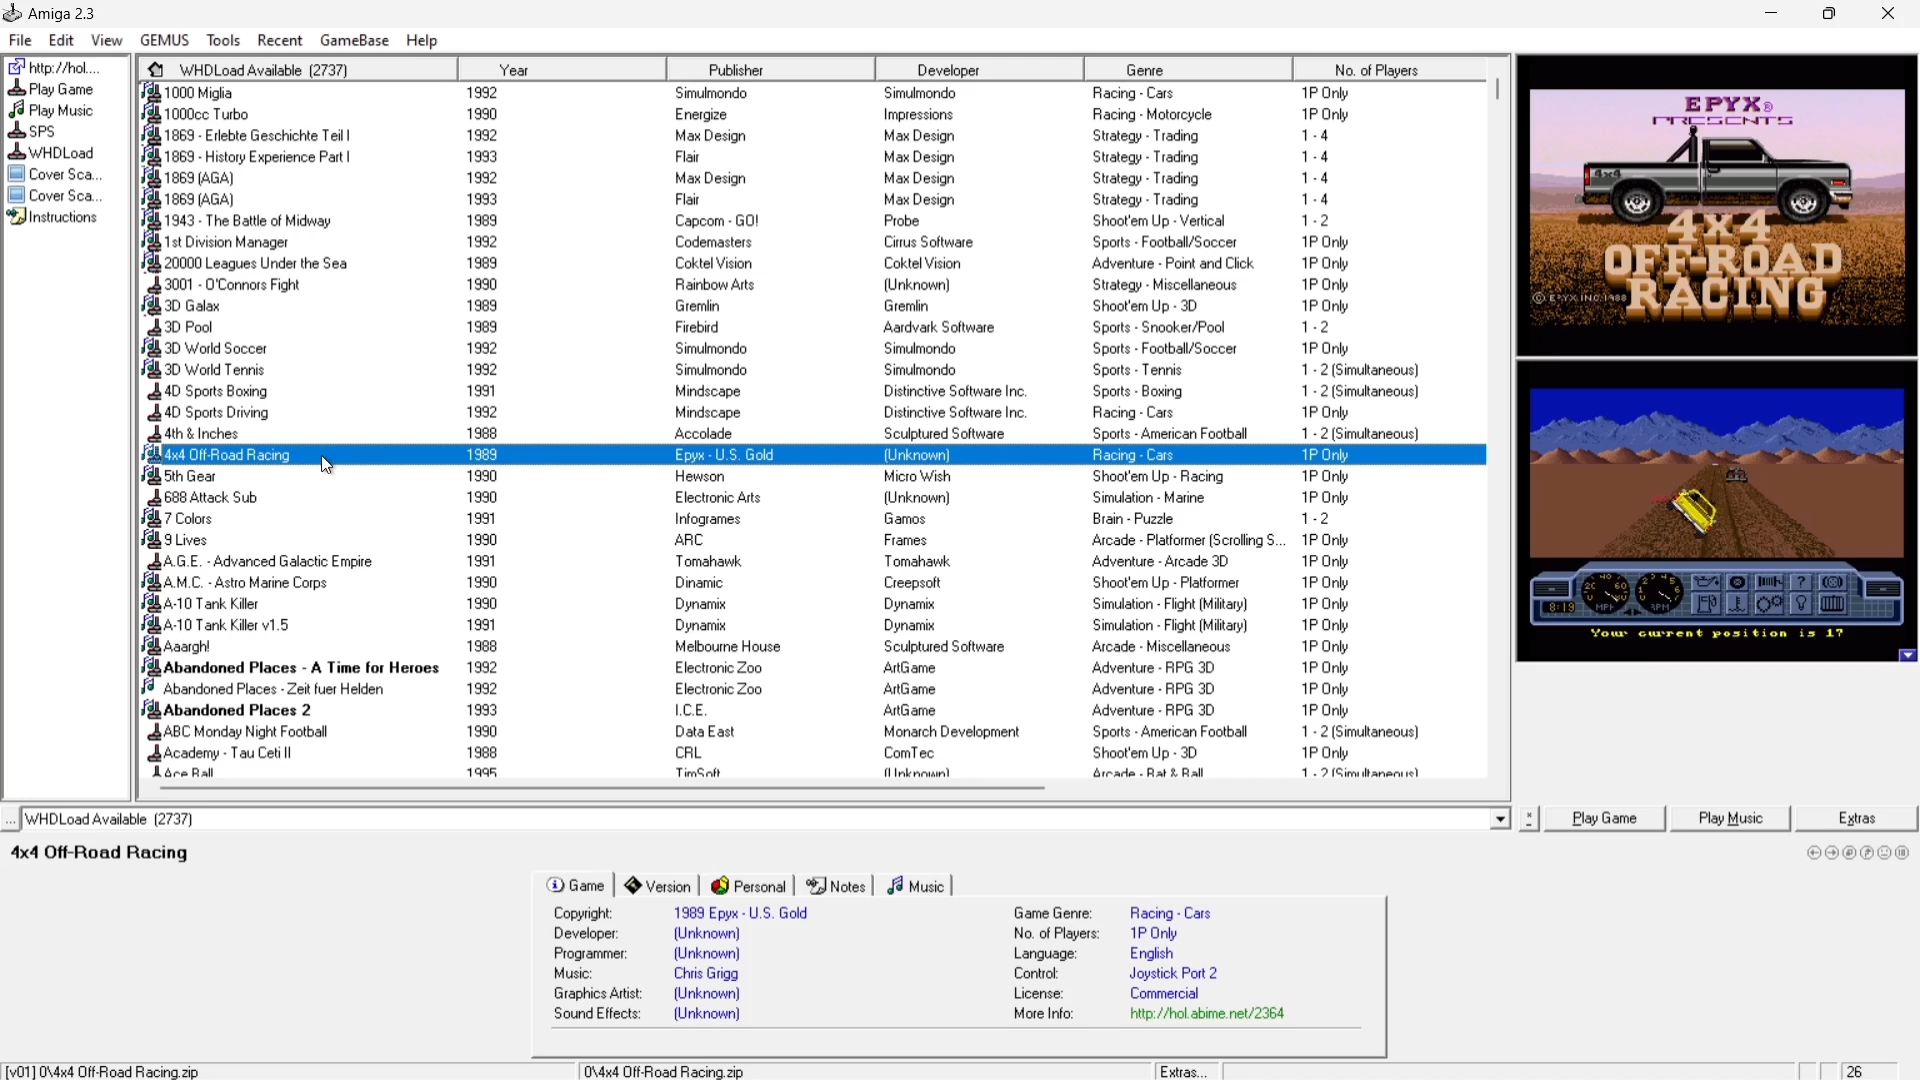 Amiga 2.3
File Edit View GEMUS Tools Recent GameBase Help
http://hol....
Play Game
Play Music
SPS
WHDLoad
Cover Sca...
Cover Sca...
Instructions
WHDLoad Available (2737) Year Publisher Developer Genre No. of Players
1000 Miglia 1992 Simulmondo Simulmondo Racing - Cars 1P Only
1000cc Turbo 1990 Energize Impressions Racing - Motorcycle 1P Only
1869 - Erlebte Geschichte Teil I 1992 Max Design Max Design Strategy - Trading 1 - 4
1869 - History Experience Part I 1993 Flair Max Design Strategy - Trading 1 - 4
1869 (AGA) 1992 Max Design Max Design Strategy - Trading 1 - 4
1869 (AGA) 1993 Flair Max Design Strategy - Trading 1 - 4
1943 - The Battle of Midway 1989 Capcom - GO! Probe Shoot'em Up - Vertical 1 - 2
1st Division Manager 1992 Codemasters Cirrus Software Sports - Football/Soccer 1P Only
20000 Leagues Under the Sea 1989 Coktel Vision Coktel Vision Adventure - Point and Click 1P Only
3001 - O'Connors Fight 1990 Rainbow Arts (Unknown) Strategy - Miscellaneous 1P Only
3D Galax 1989 Gremlin Gremlin Shoot'em Up - 3D 1P Only
3D Pool 1989 Firebird Aardvark Software Sports - Snooker/Pool 1 - 2
3D World Soccer 1992 Simulmondo Simulmondo Sports - Football/Soccer 1P Only
3D World Tennis 1992 Simulmondo Simulmondo Sports - Tennis 1 - 2 (Simultaneous)
4D Sports Boxing 1991 Mindscape Distinctive Software Inc. Sports - Boxing 1 - 2 (Simultaneous)
4D Sports Driving 1992 Mindscape Distinctive Software Inc. Racing - Cars 1P Only
4th & Inches 1988 Accolade Sculptured Software Sports - American Football 1 - 2 (Simultaneous)
4x4 Off-Road Racing 1989 Epyx - U.S. Gold (Unknown) Racing - Cars 1P Only
5th Gear 1990 Hewson Micro Wish Shoot'em Up - Racing 1P Only
688 Attack Sub 1990 Electronic Arts (Unknown) Simulation - Marine 1P Only
7 Colors 1991 Infogrames Gamos Brain - Puzzle 1 - 2
9 Lives 1990 ARC Frames Arcade - Platformer (Scrolling S... 1P Only
A.G.E. - Advanced Galactic Empire 1991 Tomahawk Tomahawk Adventure - Arcade 3D 1P Only
A.M.C. - Astro Marine Corps 1990 Dinamic Creepsoft Shoot'em Up - Platformer 1P Only
A-10 Tank Killer 1990 Dynamix Dynamix Simulation - Flight (Military) 1P Only
A-10 Tank Killer v1.5 1991 Dynamix Dynamix Simulation - Flight (Military) 1P Only
Aaargh! 1988 Melbourne House Sculptured Software Arcade - Miscellaneous 1P Only
Abandoned Places - A Time for Heroes 1992 Electronic Zoo ArtGame Adventure - RPG 3D 1P Only
Abandoned Places - Zeit fuer Helden 1992 Electronic Zoo ArtGame Adventure - RPG 3D 1P Only
Abandoned Places 2 1993 I.C.E. ArtGame Adventure - RPG 3D 1P Only
ABC Monday Night Football 1990 Data East Monarch Development Sports - American Football 1 - 2 (Simultaneous)
Academy - Tau Ceti II 1988 CRL ComTec Shoot'em Up - 3D 1P Only
Ace Ball 1995 TimSoft (Unknown) Arcade - Bat & Ball 1 - 2 (Simultaneous)
EPYX®
PRESENTS
4x4
4x4
OFF-ROAD
RACING
© EPYX INC. 1988
20 40 60
MPH
RPM
8:19
?
Your current position is 17
... WHDLoad Available (2737)
Play Game Play Music Extras
4x4 Off-Road Racing
Game Version Personal Notes Music
Copyright: 1989 Epyx - U.S. Gold Game Genre: Racing - Cars
Developer: (Unknown) No. of Players: 1P Only
Programmer: (Unknown) Language: English
Music: Chris Grigg Control: Joystick Port 2
Graphics Artist: (Unknown) License: Commercial
Sound Effects: (Unknown) More Info: http://hol.abime.net/2364
[v01] 0\4x4 Off-Road Racing.zip 0\4x4 Off-Road Racing.zip Extras... 26